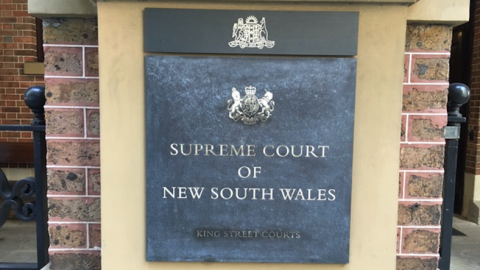 SUPREME COURT
OF
NEW SOUTH WALES
KING STREET COURTS